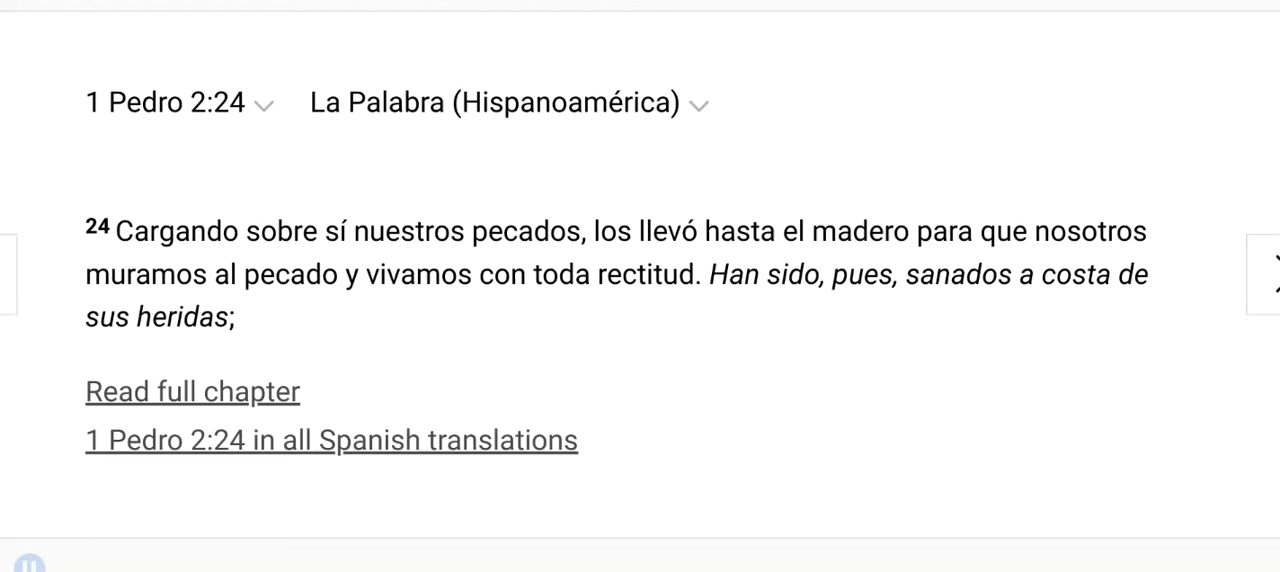 1 Pedro 2:24 La Palabra (Hispanoamérica)
24 Cargando sobre sí nuestros pecados, los llevó hasta el madero para que nosotros
muramos al pecado y vivamos con toda rectitud. Han sido, pues, sanados a costa de
sus heridas;
Read full chapter
1 Pedro 2:24 in all Spanish translations